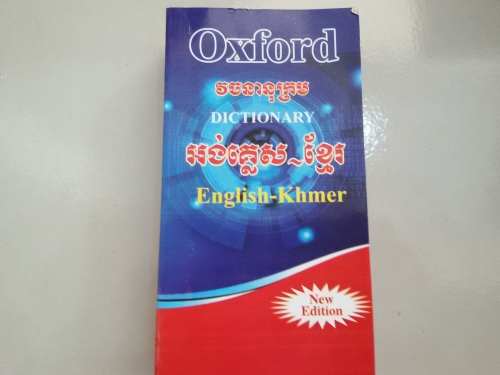 Oxford
វចនានុក្រម
DICTIONARY
អង់គ្លេស-ខ្មែរ
English-Khmer
New
Edition